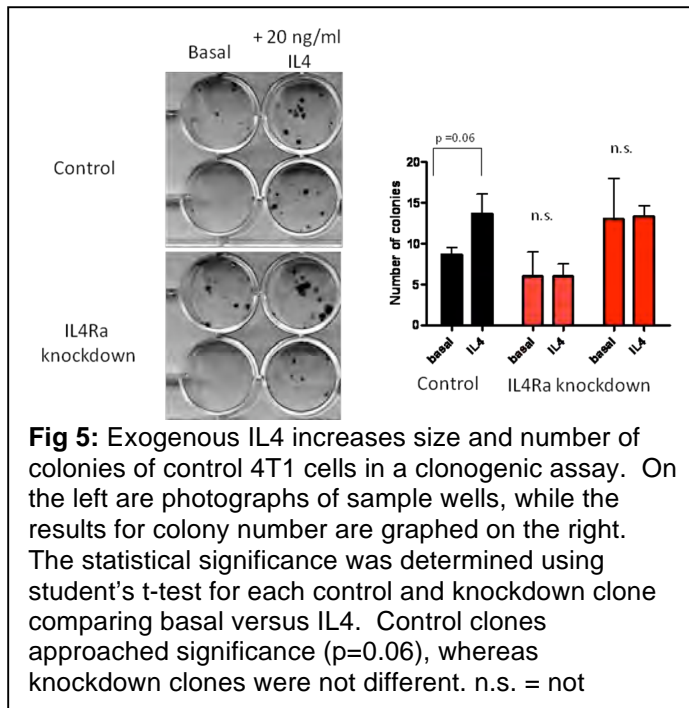 Basal
+ 20 ng/ml
IL4
Control
IL4Ra
knockdown
p =0.06
n.s.
n.s.
Number of colonies
20
15
10
5
0
basal
IL4
basal
IL4
basal
IL4
Control
IL4Ra knockdown
Fig 5: Exogenous IL4 increases size and number of
colonies of control 4T1 cells in a clonogenic assay. On
the left are photographs of sample wells, while the
results for colony number are graphed on the right.
The statistical significance was determined using
student's t-test for each control and knockdown clone
comparing basal versus IL4. Control clones
approached significance (p=0.06), whereas
knockdown clones were not different. n.s. = not